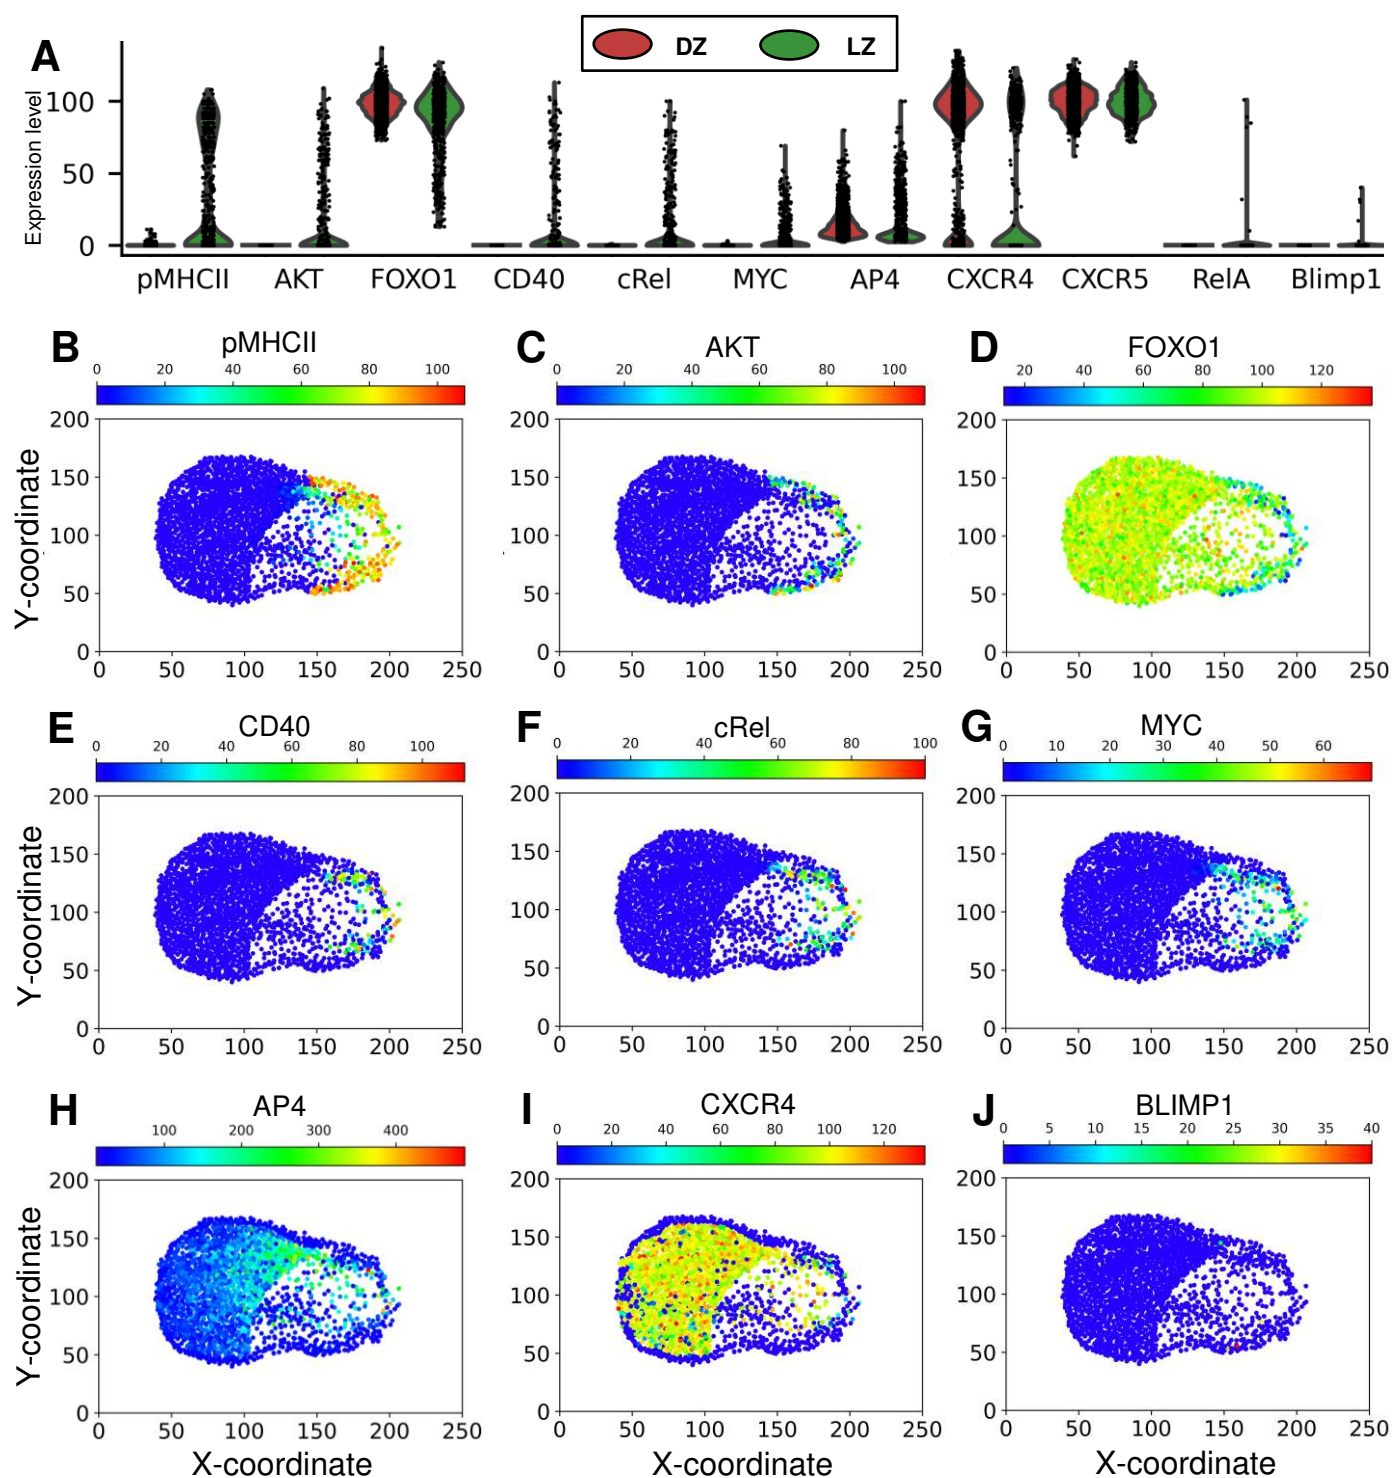 A
DZ LZ
Expression level
100
50
0
pMHCII AKT FOXO1 CD40 cRel MYC AP4 CXCR4 CXCR5 RelA Blimp1
B pMHCII C AKT D FOXO1
0 20 40 60 80 100 0 20 40 60 80 100 20 40 60 80 100 120
Y-coordinate
200 200 200
150 150 150
100 100 100
50 50 50
0 0 0
0 50 100 150 200 250 0 50 100 150 200 250 0 50 100 150 200 250
E CD40 F cRel G MYC
0 20 40 60 80 100 0 20 40 60 80 100 0 10 20 30 40 50 60
Y-coordinate
200 200 200
150 150 150
100 100 100
50 50 50
0 0 0
0 50 100 150 200 250 0 50 100 150 200 250 0 50 100 150 200 250
H AP4 I CXCR4 J BLIMP1
100 200 300 400 0 20 40 60 80 100 120 0 5 10 15 20 25 30 35 40
Y-coordinate
200 200 200
150 150 150
100 100 100
50 50 50
0 0 0
0 50 100 150 200 250 0 50 100 150 200 250 0 50 100 150 200 250
X-coordinate X-coordinate X-coordinate